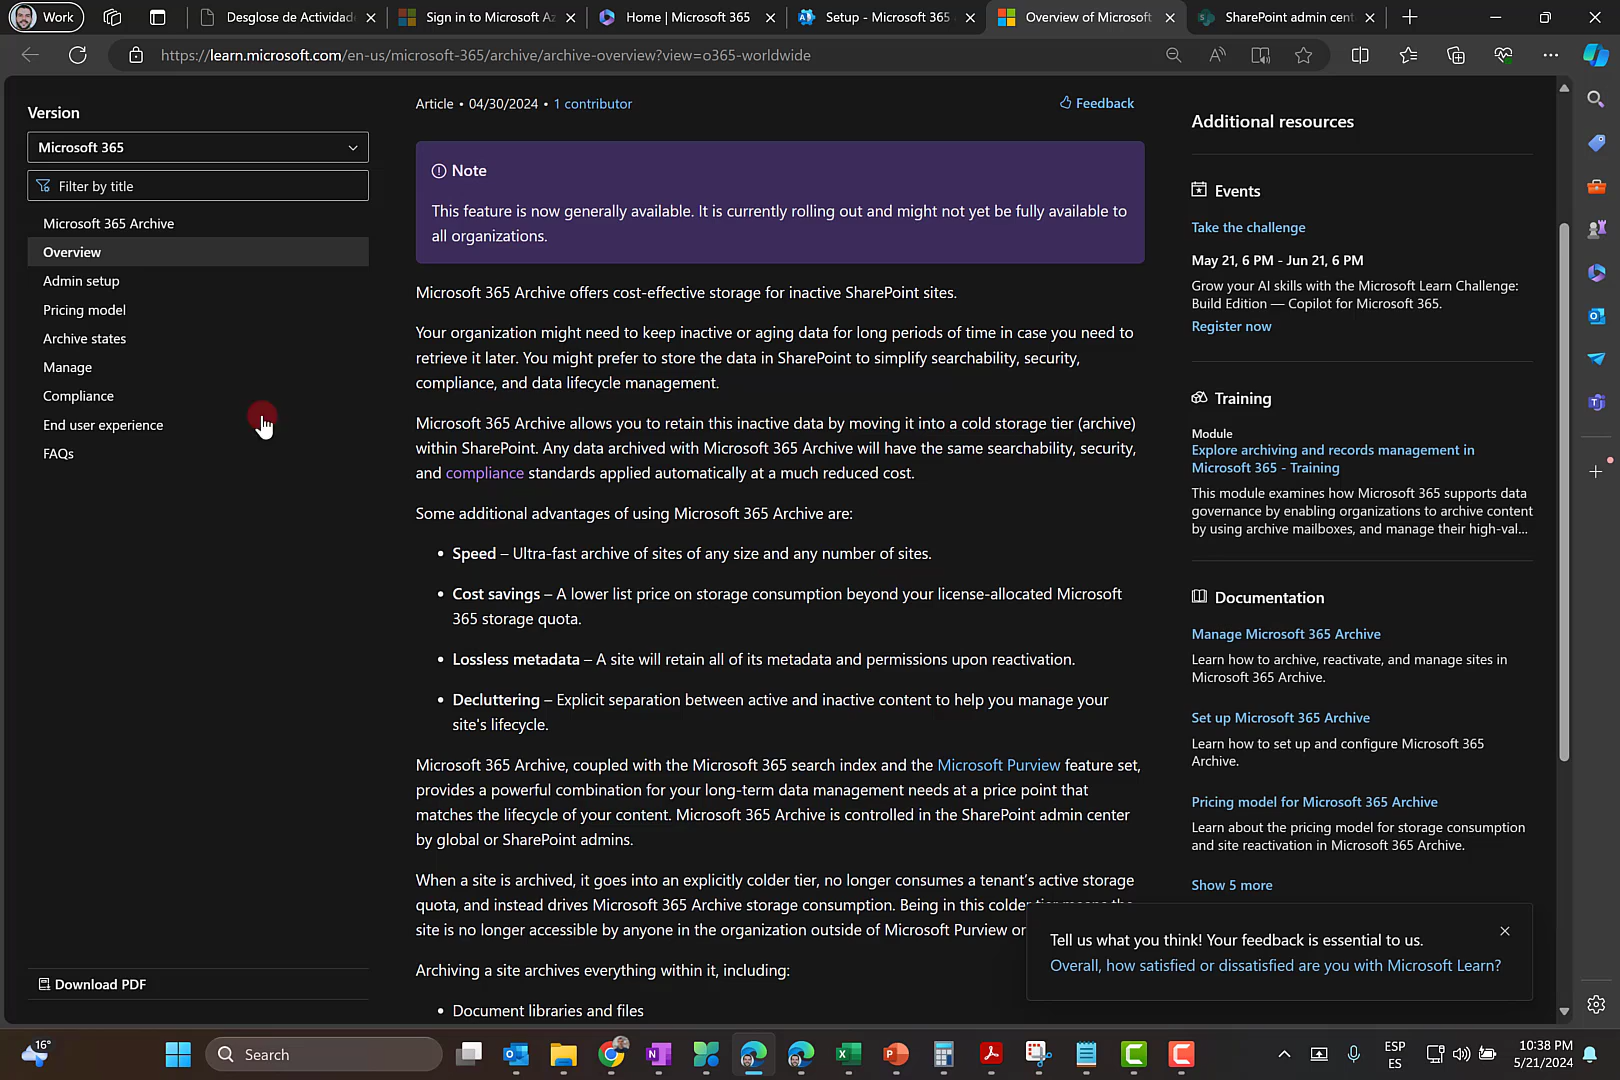 Work
Desglose de Actividad
Sign in to Microsoft Az
Home | Microsoft 365
Setup - Microsoft 365
Overview of Microsoft
SharePoint admin cent
https://learn.microsoft.com/en-us/microsoft-365/archive/archive-overview?view=o365-worldwide
Version
Microsoft 365
Filter by title
Microsoft 365 Archive
Overview
Admin setup
Pricing model
Archive states
Manage
Compliance
End user experience
FAQs
Download PDF
Article • 04/30/2024 • 1 contributor
Feedback
Note
This feature is now generally available. It is currently rolling out and might not yet be fully available to
all organizations.
Microsoft 365 Archive offers cost-effective storage for inactive SharePoint sites.
Your organization might need to keep inactive or aging data for long periods of time in case you need to
retrieve it later. You might prefer to store the data in SharePoint to simplify searchability, security,
compliance, and data lifecycle management.
Microsoft 365 Archive allows you to retain this inactive data by moving it into a cold storage tier (archive)
within SharePoint. Any data archived with Microsoft 365 Archive will have the same searchability, security,
and compliance standards applied automatically at a much reduced cost.
Some additional advantages of using Microsoft 365 Archive are:
• Speed – Ultra-fast archive of sites of any size and any number of sites.
• Cost savings – A lower list price on storage consumption beyond your license-allocated Microsoft
365 storage quota.
• Lossless metadata – A site will retain all of its metadata and permissions upon reactivation.
• Decluttering – Explicit separation between active and inactive content to help you manage your
site's lifecycle.
Microsoft 365 Archive, coupled with the Microsoft 365 search index and the Microsoft Purview feature set,
provides a powerful combination for your long-term data management needs at a price point that
matches the lifecycle of your content. Microsoft 365 Archive is controlled in the SharePoint admin center
by global or SharePoint admins.
When a site is archived, it goes into an explicitly colder tier, no longer consumes a tenant's active storage
quota, and instead drives Microsoft 365 Archive storage consumption. Being in this colder
site is no longer accessible by anyone in the organization outside of Microsoft Purview or
Archiving a site archives everything within it, including:
• Document libraries and files
Additional resources
Events
Take the challenge
May 21, 6 PM - Jun 21, 6 PM
Grow your AI skills with the Microsoft Learn Challenge:
Build Edition — Copilot for Microsoft 365.
Register now
Training
Module
Explore archiving and records management in
Microsoft 365 - Training
This module examines how Microsoft 365 supports data
governance by enabling organizations to archive content
by using archive mailboxes, and manage their high-val...
Documentation
Manage Microsoft 365 Archive
Learn how to archive, reactivate, and manage sites in
Microsoft 365 Archive.
Set up Microsoft 365 Archive
Learn how to set up and configure Microsoft 365
Archive.
Pricing model for Microsoft 365 Archive
Learn about the pricing model for storage consumption
and site reactivation in Microsoft 365 Archive.
Show 5 more
Tell us what you think! Your feedback is essential to us.
Overall, how satisfied or dissatisfied are you with Microsoft Learn?
16°
Search
ESP
ES
10:38 PM
5/21/2024